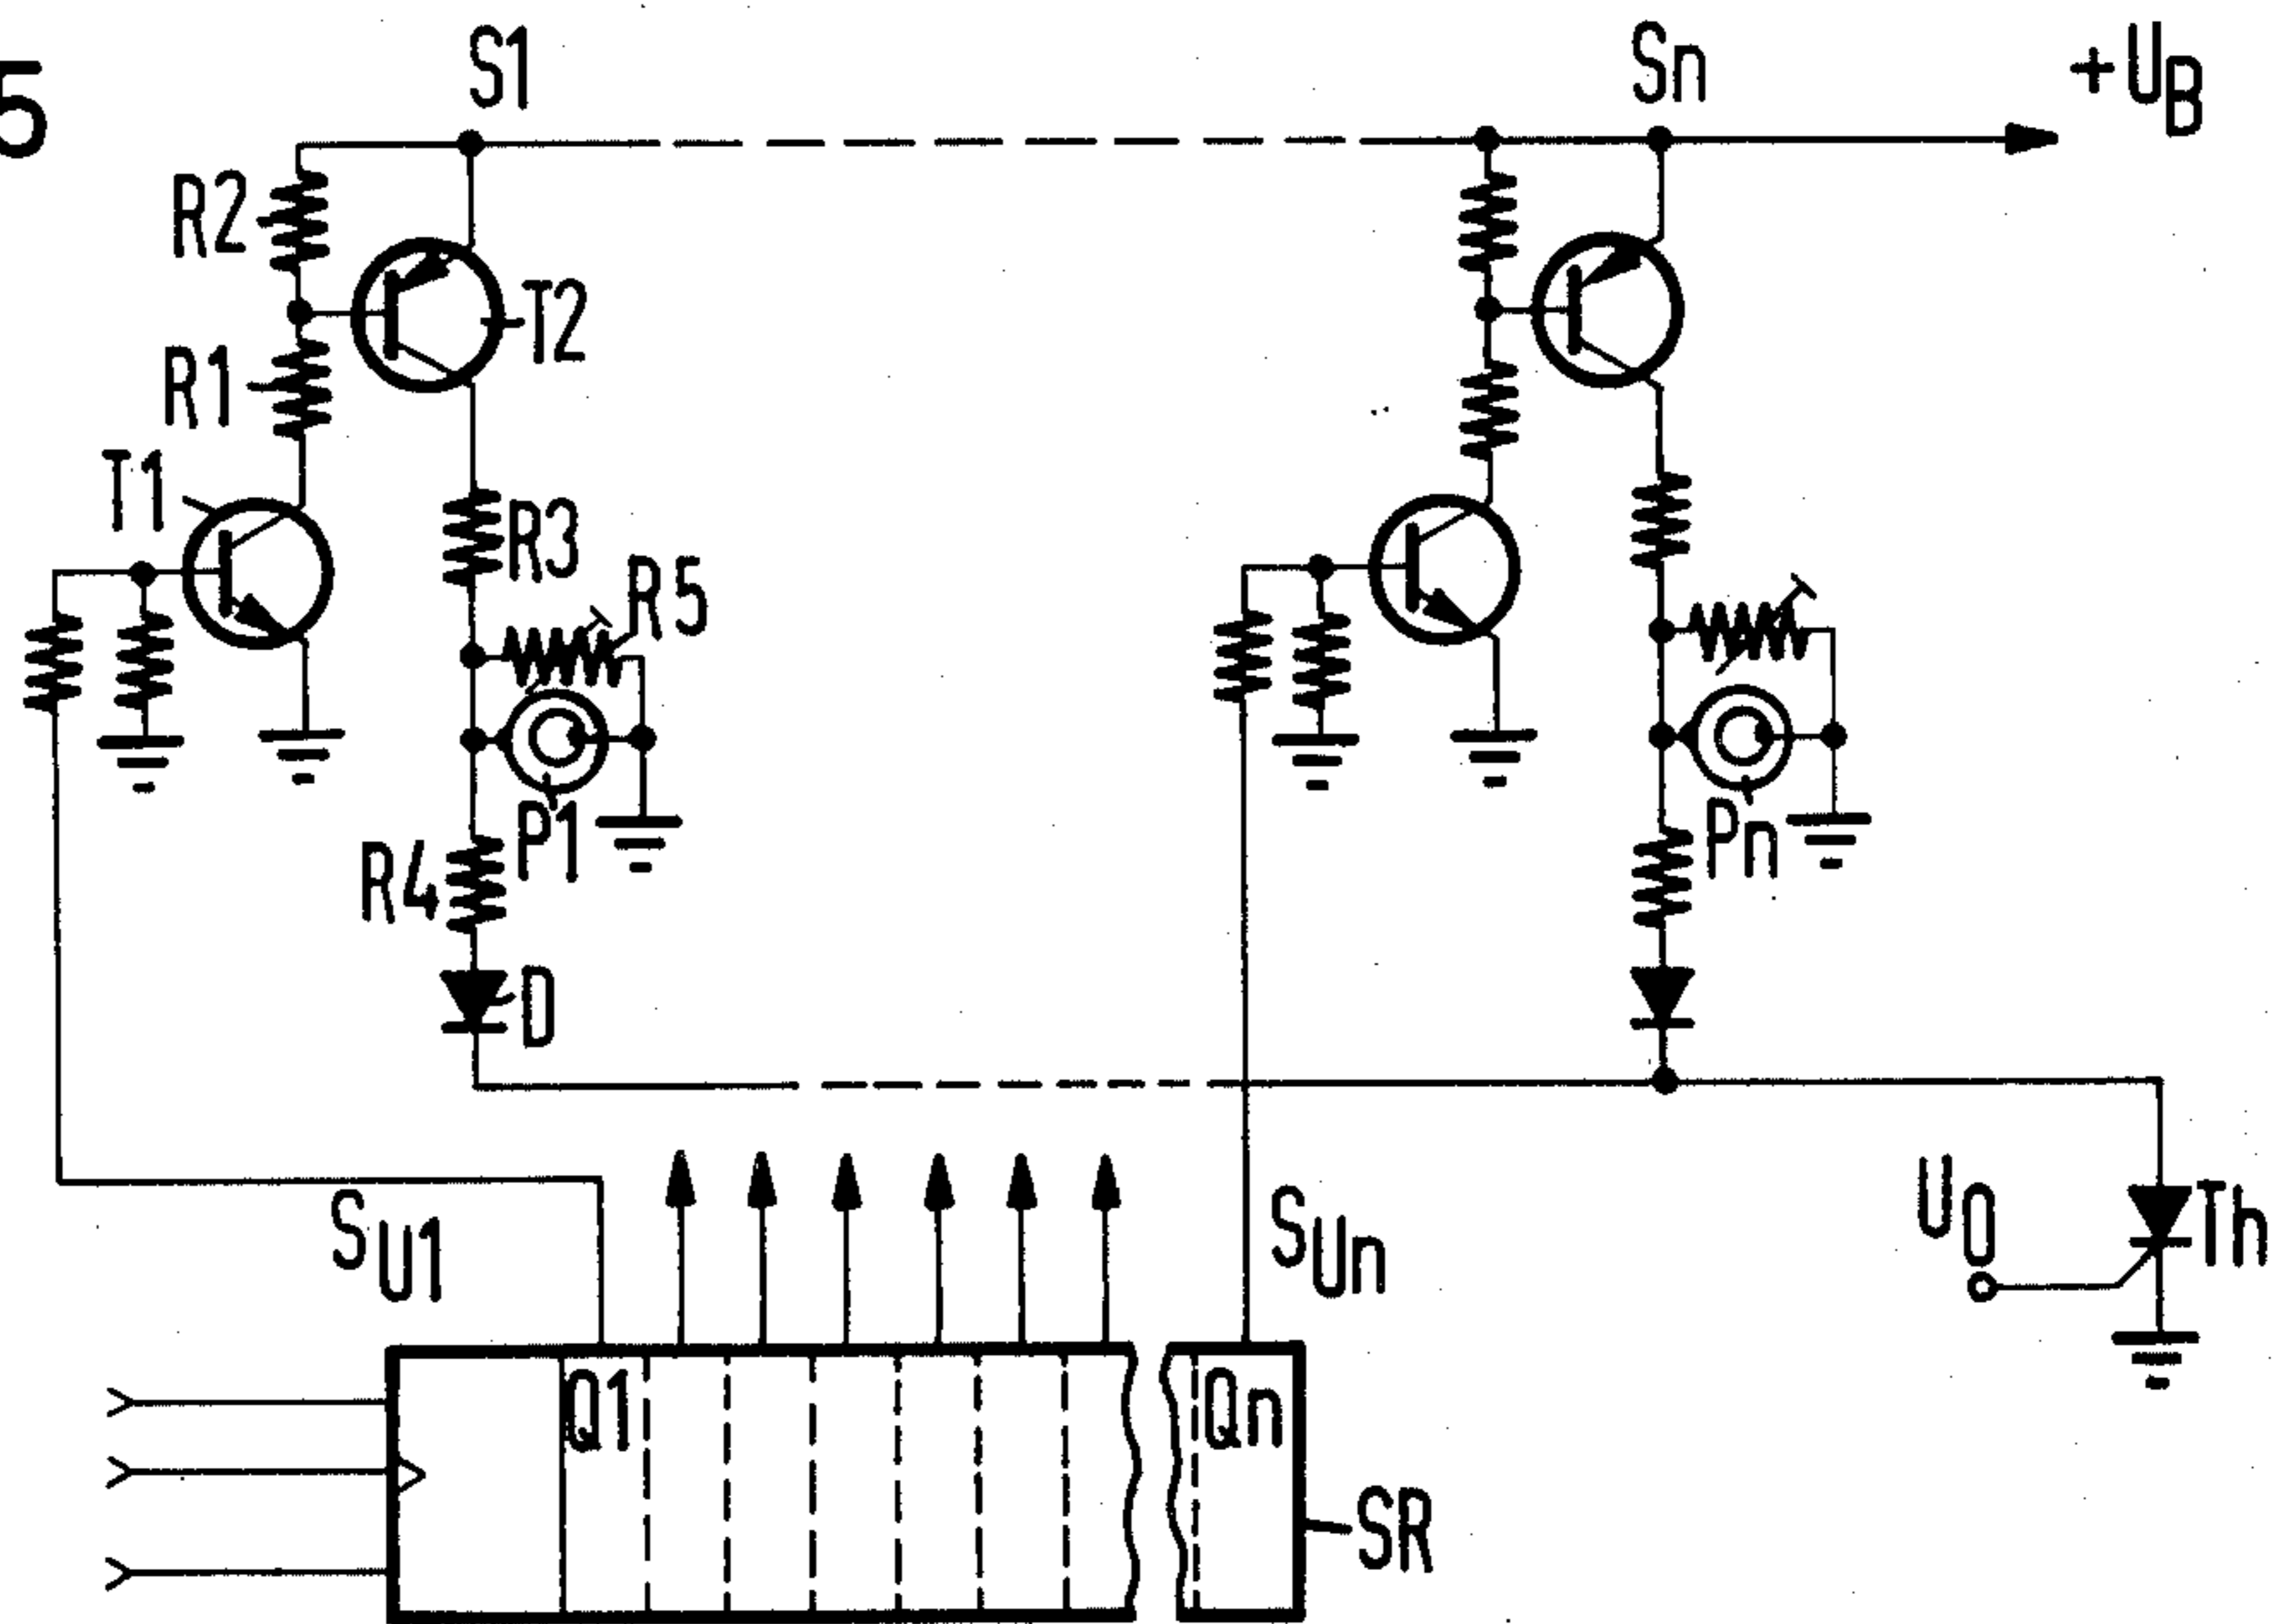 5
S1
Sn
+UB
R2
T2
R1
T1
R3
R5
P1
Pn
R4
D
SU1
SUn
U0
Th
Q1
Qn
SR